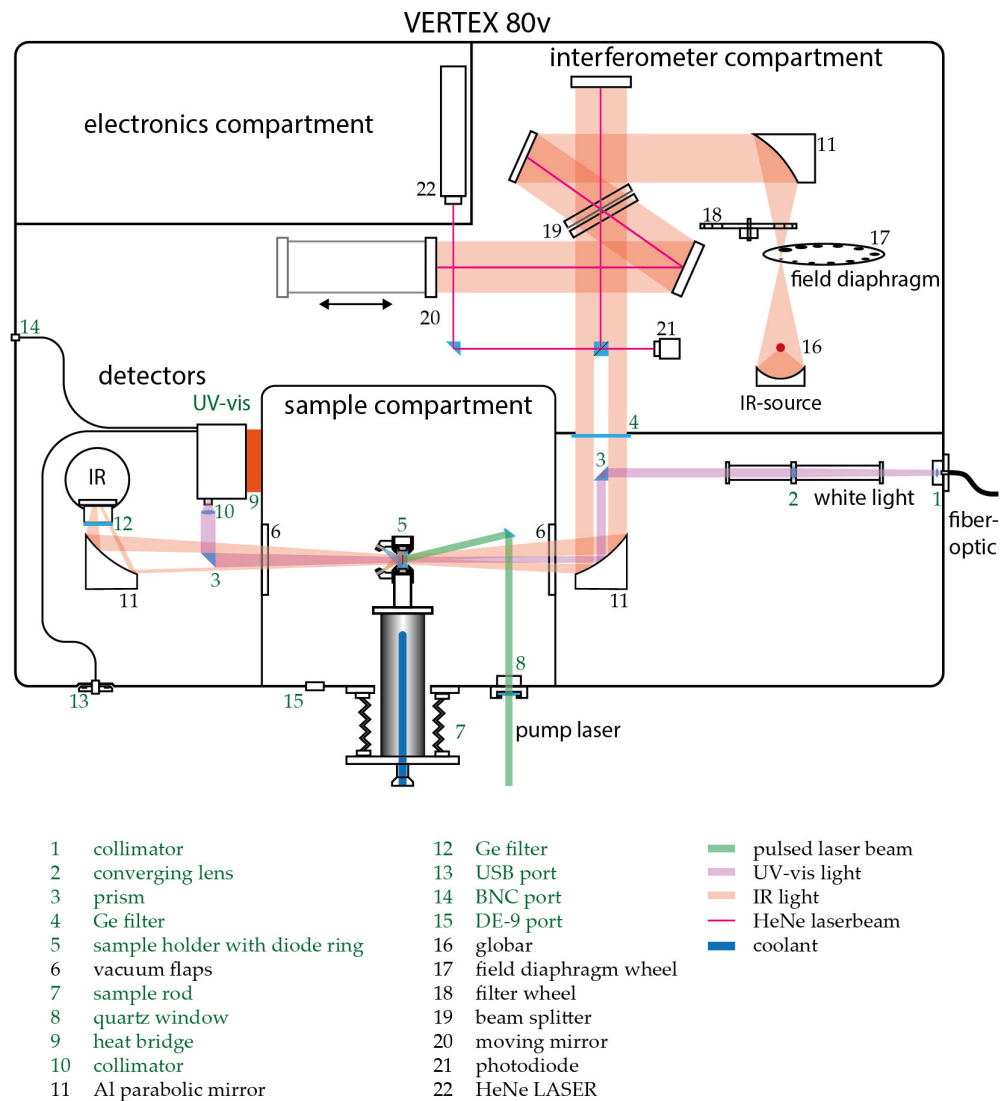 VERTEX 80v
interferometer compartment
electronics compartment
11
22
18
19
17
field diaphragm
20
21
14
16
detectors
IR-source
UV-vis
sample compartment
4
IR
3
9
10
2
white light
1
12
6
5
6
fiber-
optic
3
11
11
8
13
15
7
pump laser
1 collimator
2 converging lens
3 prism
4 Ge filter
5 sample holder with diode ring
6 vacuum flaps
7 sample rod
8 quartz window
9 heat bridge
10 collimator
11 Al parabolic mirror
12 Ge filter
13 USB port
14 BNC port
15 DE-9 port
16 globar
17 field diaphragm wheel
18 filter wheel
19 beam splitter
20 moving mirror
21 photodiode
22 HeNe LASER
pulsed laser beam
UV-vis light
IR light
HeNe laserbeam
coolant